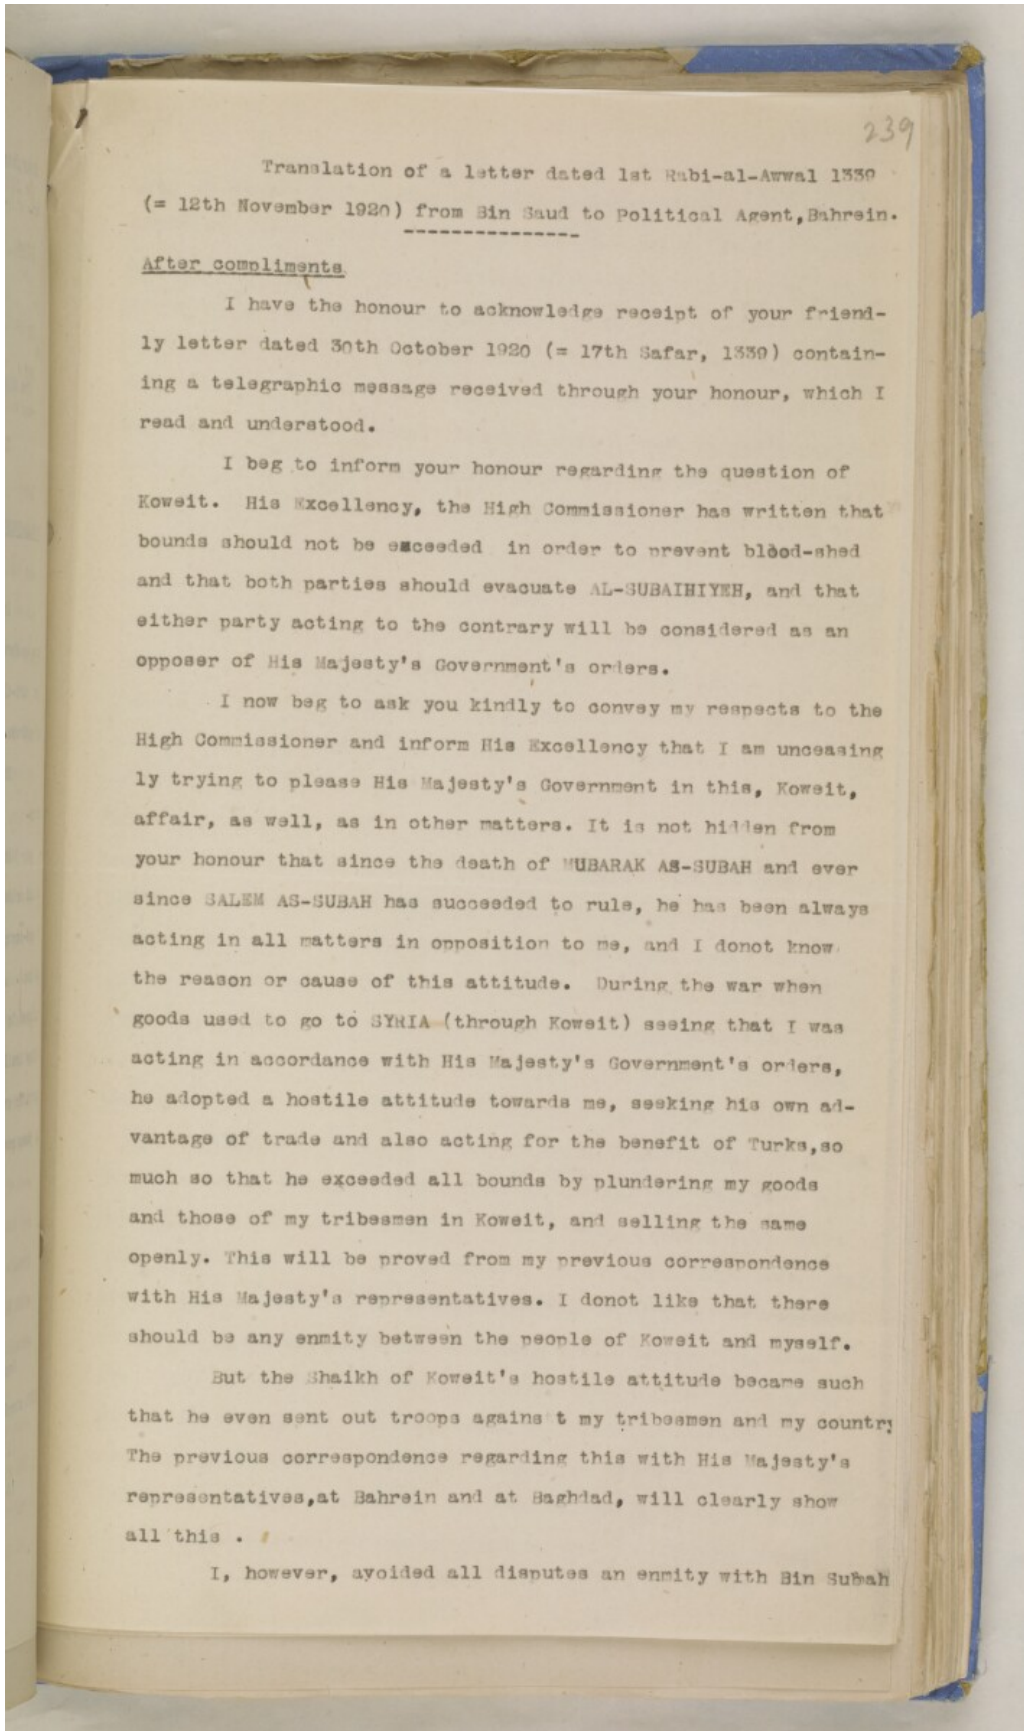 239
Translation of a letter dated 1st Rabi-al-Awwal 1339
(= 12th November 1920) from Bin Saud to Political Agent,Bahrein.
---------------
After compliments
I have the honour to acknowledge receipt of your friend-
ly letter dated 30th October 1920 (= 17th Safar, 1339) contain-
ing a telegraphic message received through your honour, which I
read and understood.
I beg to inform your honour regarding the question of
Koweit. His Excellency, the High Commissioner has written that
bounds should not be exceeded in order to prevent blood-shed
and that both parties should evacuate AL-SUBAIHIYEH, and that
either party acting to the contrary will be considered as an
opposer of His Majesty's Government's orders.
I now beg to ask you kindly to convey my respects to the
High Commissioner and inform His Excellency that I am unceasing
ly trying to please His Majesty's Government in this, Koweit,
affair, as well, as in other matters. It is not hidden from
your honour that since the death of MUBARAK AS-SUBAH and ever
since SALEM AS-SUBAH has succeeded to rule, he has been always
acting in all matters in opposition to me, and I donot know
the reason or cause of this attitude. During the war when
goods used to go to SYRIA (through Koweit) seeing that I was
acting in accordance with His Majesty's Government's orders,
he adopted a hostile attitude towards me, seeking his own ad-
vantage of trade and also acting for the benefit of Turks,so
much so that he exceeded all bounds by plundering my goods
and those of my tribesmen in Koweit, and selling the same
openly. This will be proved from my previous correspondence
with His Majesty's representatives. I donot like that there
should be any enmity between the people of Koweit and myself.
But the Shaikh of Koweit's hostile attitude became such
that he even sent out troops against my tribesmen and my country
The previous correspondence regarding this with His Majesty's
representatives,at Bahrein and at Baghdad, will clearly show
all this .
I, however, avoided all disputes an enmity with Bin Subah